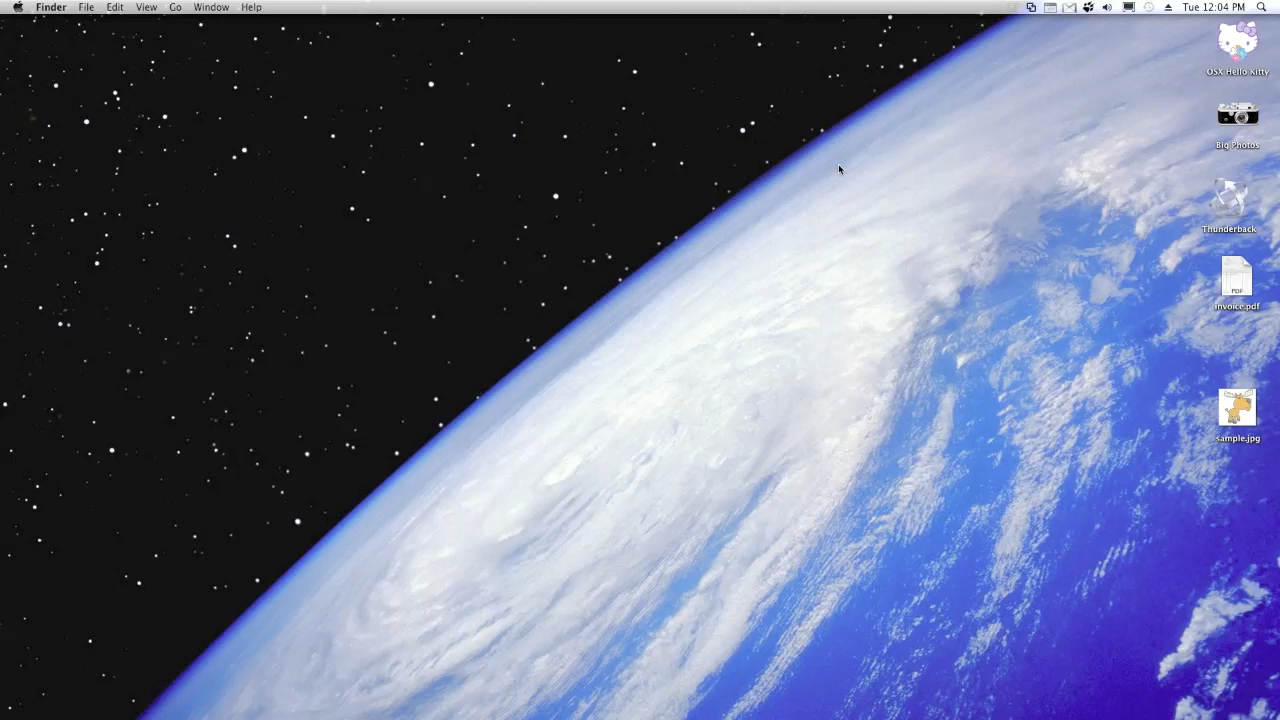 Finder File Edit View Go Window Help Tue 12:04 PM
OSX Hello Kitty
Big Photos
Thunderback
PDF
invoice.pdf
sample.jpg